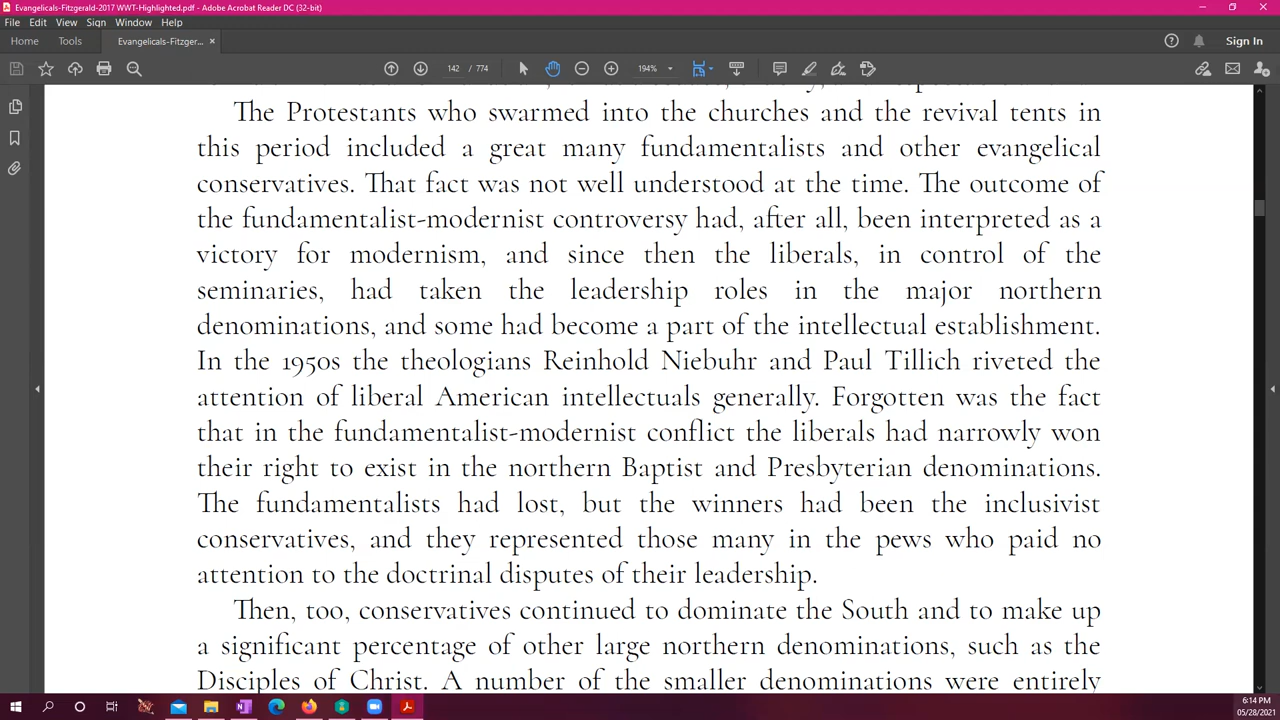 Evangelicals-Fitzgerald-2017 WWT-Highlighted.pdf - Adobe Acrobat Reader DC (32-bit)
File Edit View Sign Window Help
Home Tools Evangelicals-Fitzger... × Sign In
142 / 774 194%
The Protestants who swarmed into the churches and the revival tents in
this period included a great many fundamentalists and other evangelical
conservatives. That fact was not well understood at the time. The outcome of
the fundamentalist-modernist controversy had, after all, been interpreted as a
victory for modernism, and since then the liberals, in control of the
seminaries, had taken the leadership roles in the major northern
denominations, and some had become a part of the intellectual establishment.
In the 1950s the theologians Reinhold Niebuhr and Paul Tillich riveted the
attention of liberal American intellectuals generally. Forgotten was the fact
that in the fundamentalist-modernist conflict the liberals had narrowly won
their right to exist in the northern Baptist and Presbyterian denominations.
The fundamentalists had lost, but the winners had been the inclusivist
conservatives, and they represented those many in the pews who paid no
attention to the doctrinal disputes of their leadership.
Then, too, conservatives continued to dominate the South and to make up
a significant percentage of other large northern denominations, such as the
Disciples of Christ. A number of the smaller denominations were entirely
6:14 PM
05/28/2021